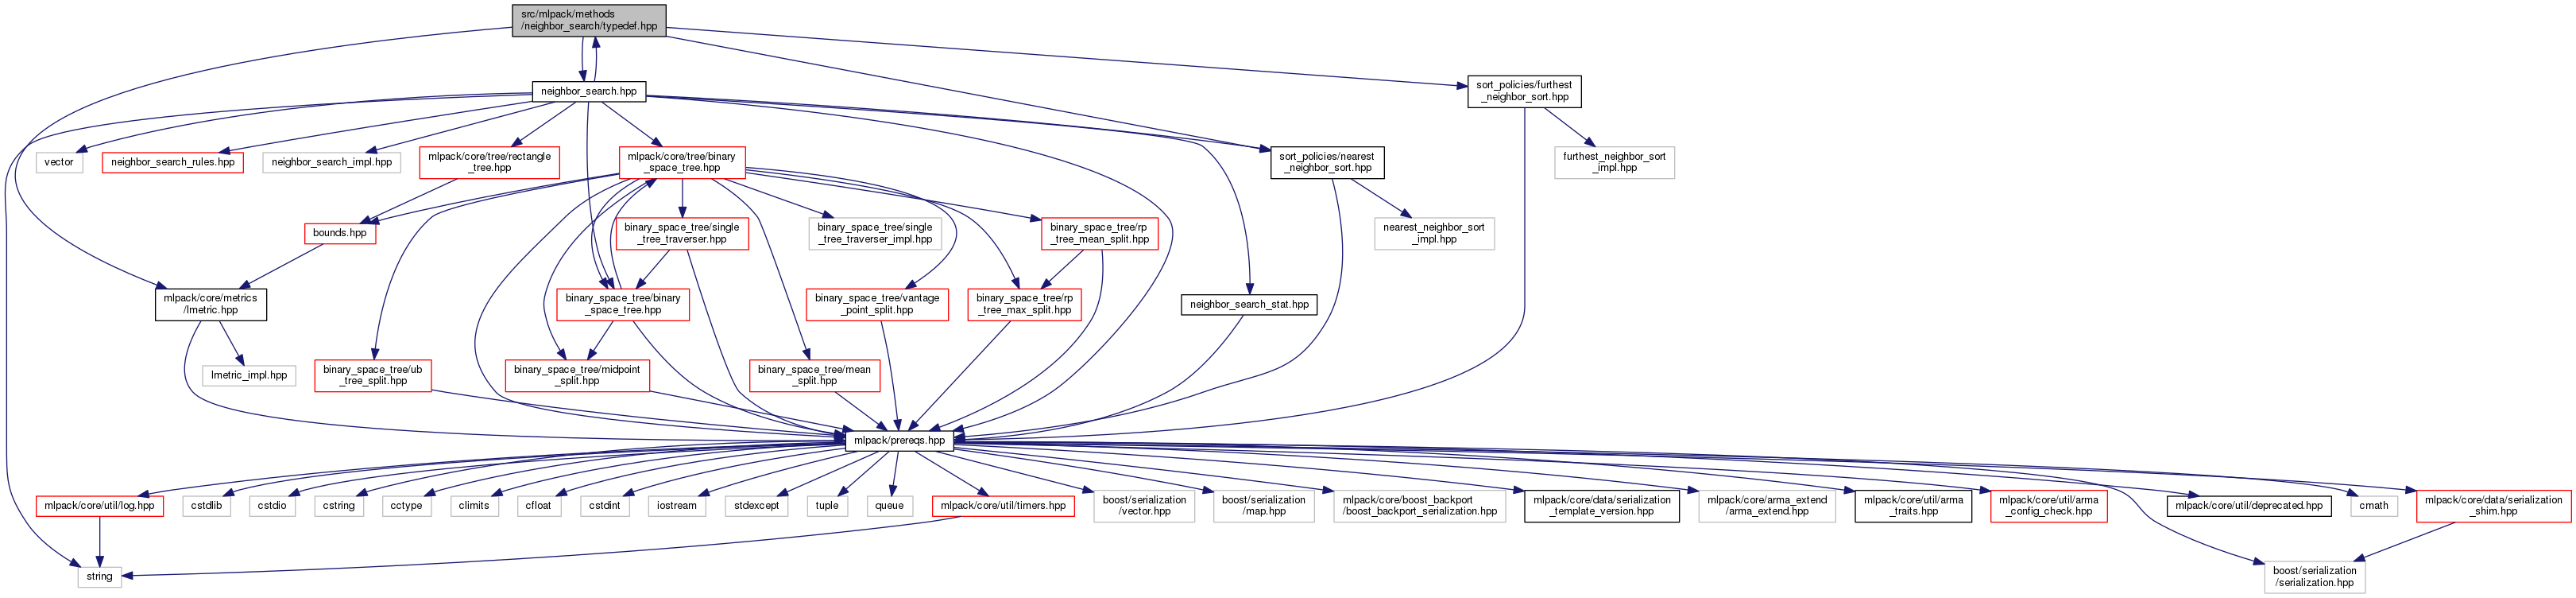 src/mlpack/methods
/neighbor_search/typedef.hpp
neighbor_search.hpp
sort_policies/furthest
_neighbor_sort.hpp
vector
neighbor_search_rules.hpp
neighbor_search_impl.hpp
mlpack/core/tree/rectangle
_tree.hpp
mlpack/core/tree/binary
_space_tree.hpp
sort_policies/nearest
_neighbor_sort.hpp
furthest_neighbor_sort
_impl.hpp
bounds.hpp
binary_space_tree/single
_tree_traverser.hpp
binary_space_tree/single
_tree_traverser_impl.hpp
binary_space_tree/rp
_tree_mean_split.hpp
nearest_neighbor_sort
_impl.hpp
mlpack/core/metrics
/lmetric.hpp
binary_space_tree/binary
_space_tree.hpp
binary_space_tree/vantage
_point_split.hpp
binary_space_tree/rp
_tree_max_split.hpp
neighbor_search_stat.hpp
lmetric_impl.hpp
binary_space_tree/ub
_tree_split.hpp
binary_space_tree/midpoint
_split.hpp
binary_space_tree/mean
_split.hpp
mlpack/prereqs.hpp
mlpack/core/util/log.hpp
cstdlib
cstdio
cstring
cctype
climits
cfloat
cstdint
iostream
stdexcept
tuple
queue
mlpack/core/util/timers.hpp
boost/serialization
/vector.hpp
boost/serialization
/map.hpp
mlpack/core/boost_backport
/boost_backport_serialization.hpp
mlpack/core/data/serialization
_template_version.hpp
mlpack/core/arma_extend
/arma_extend.hpp
mlpack/core/util/arma
_traits.hpp
mlpack/core/util/arma
_config_check.hpp
mlpack/core/util/deprecated.hpp
cmath
mlpack/core/data/serialization
_shim.hpp
string
boost/serialization
/serialization.hpp